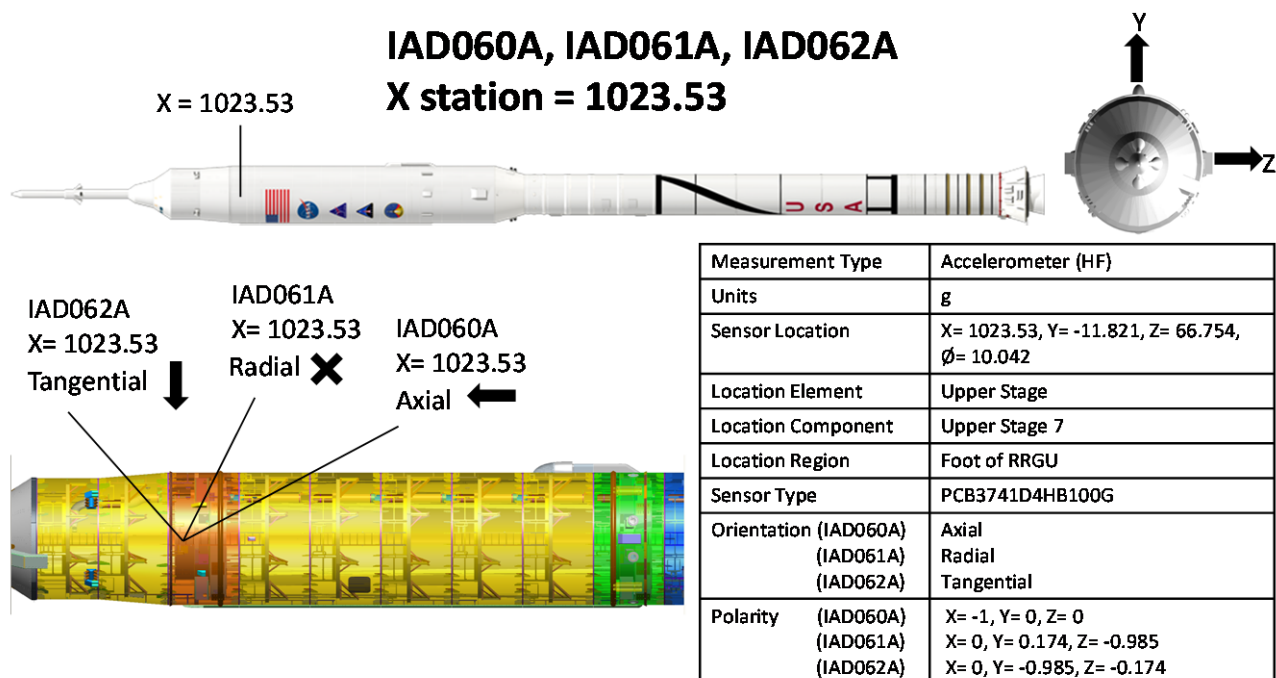 IAD060A, IAD061A, IAD062A
X station = 1023.53
X = 1023.53
Y
Z
USA
IAD062A
X= 1023.53
Tangential
IAD061A
X= 1023.53
Radial
IAD060A
X= 1023.53
Axial
Measurement Type Accelerometer (HF)
Units g
Sensor Location X= 1023.53, Y= -11.821, Z= 66.754,
Ø= 10.042
Location Element Upper Stage
Location Component Upper Stage 7
Location Region Foot of RRGU
Sensor Type PCB3741D4HB100G
Orientation (IAD060A) Axial
(IAD061A) Radial
(IAD062A) Tangential
Polarity (IAD060A) X= -1, Y= 0, Z= 0
(IAD061A) X= 0, Y= 0.174, Z= -0.985
(IAD062A) X= 0, Y= -0.985, Z= -0.174